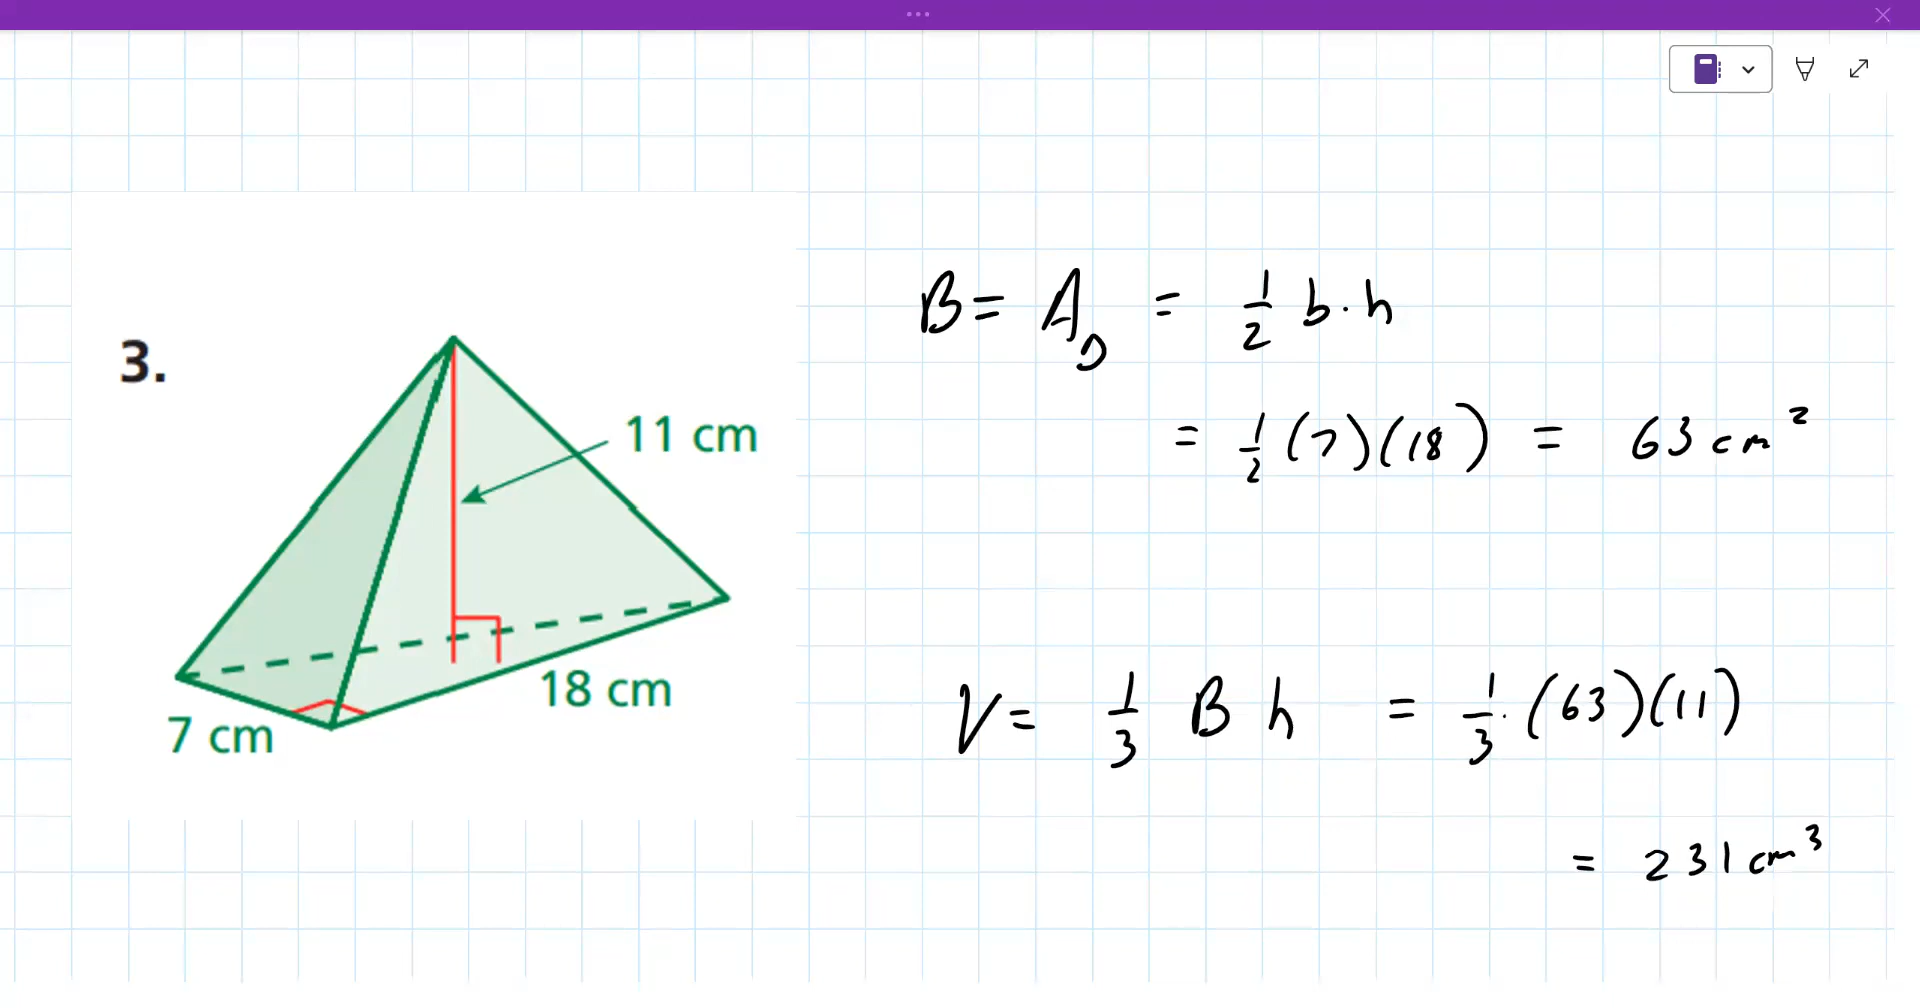 3.
11 cm
18 cm
7 cm
B = A△ = 1/2 b·h
= 1/2 (7)(18) = 63 cm²
V = 1/3 B h = 1/3 · (63)(11)
= 231 cm³